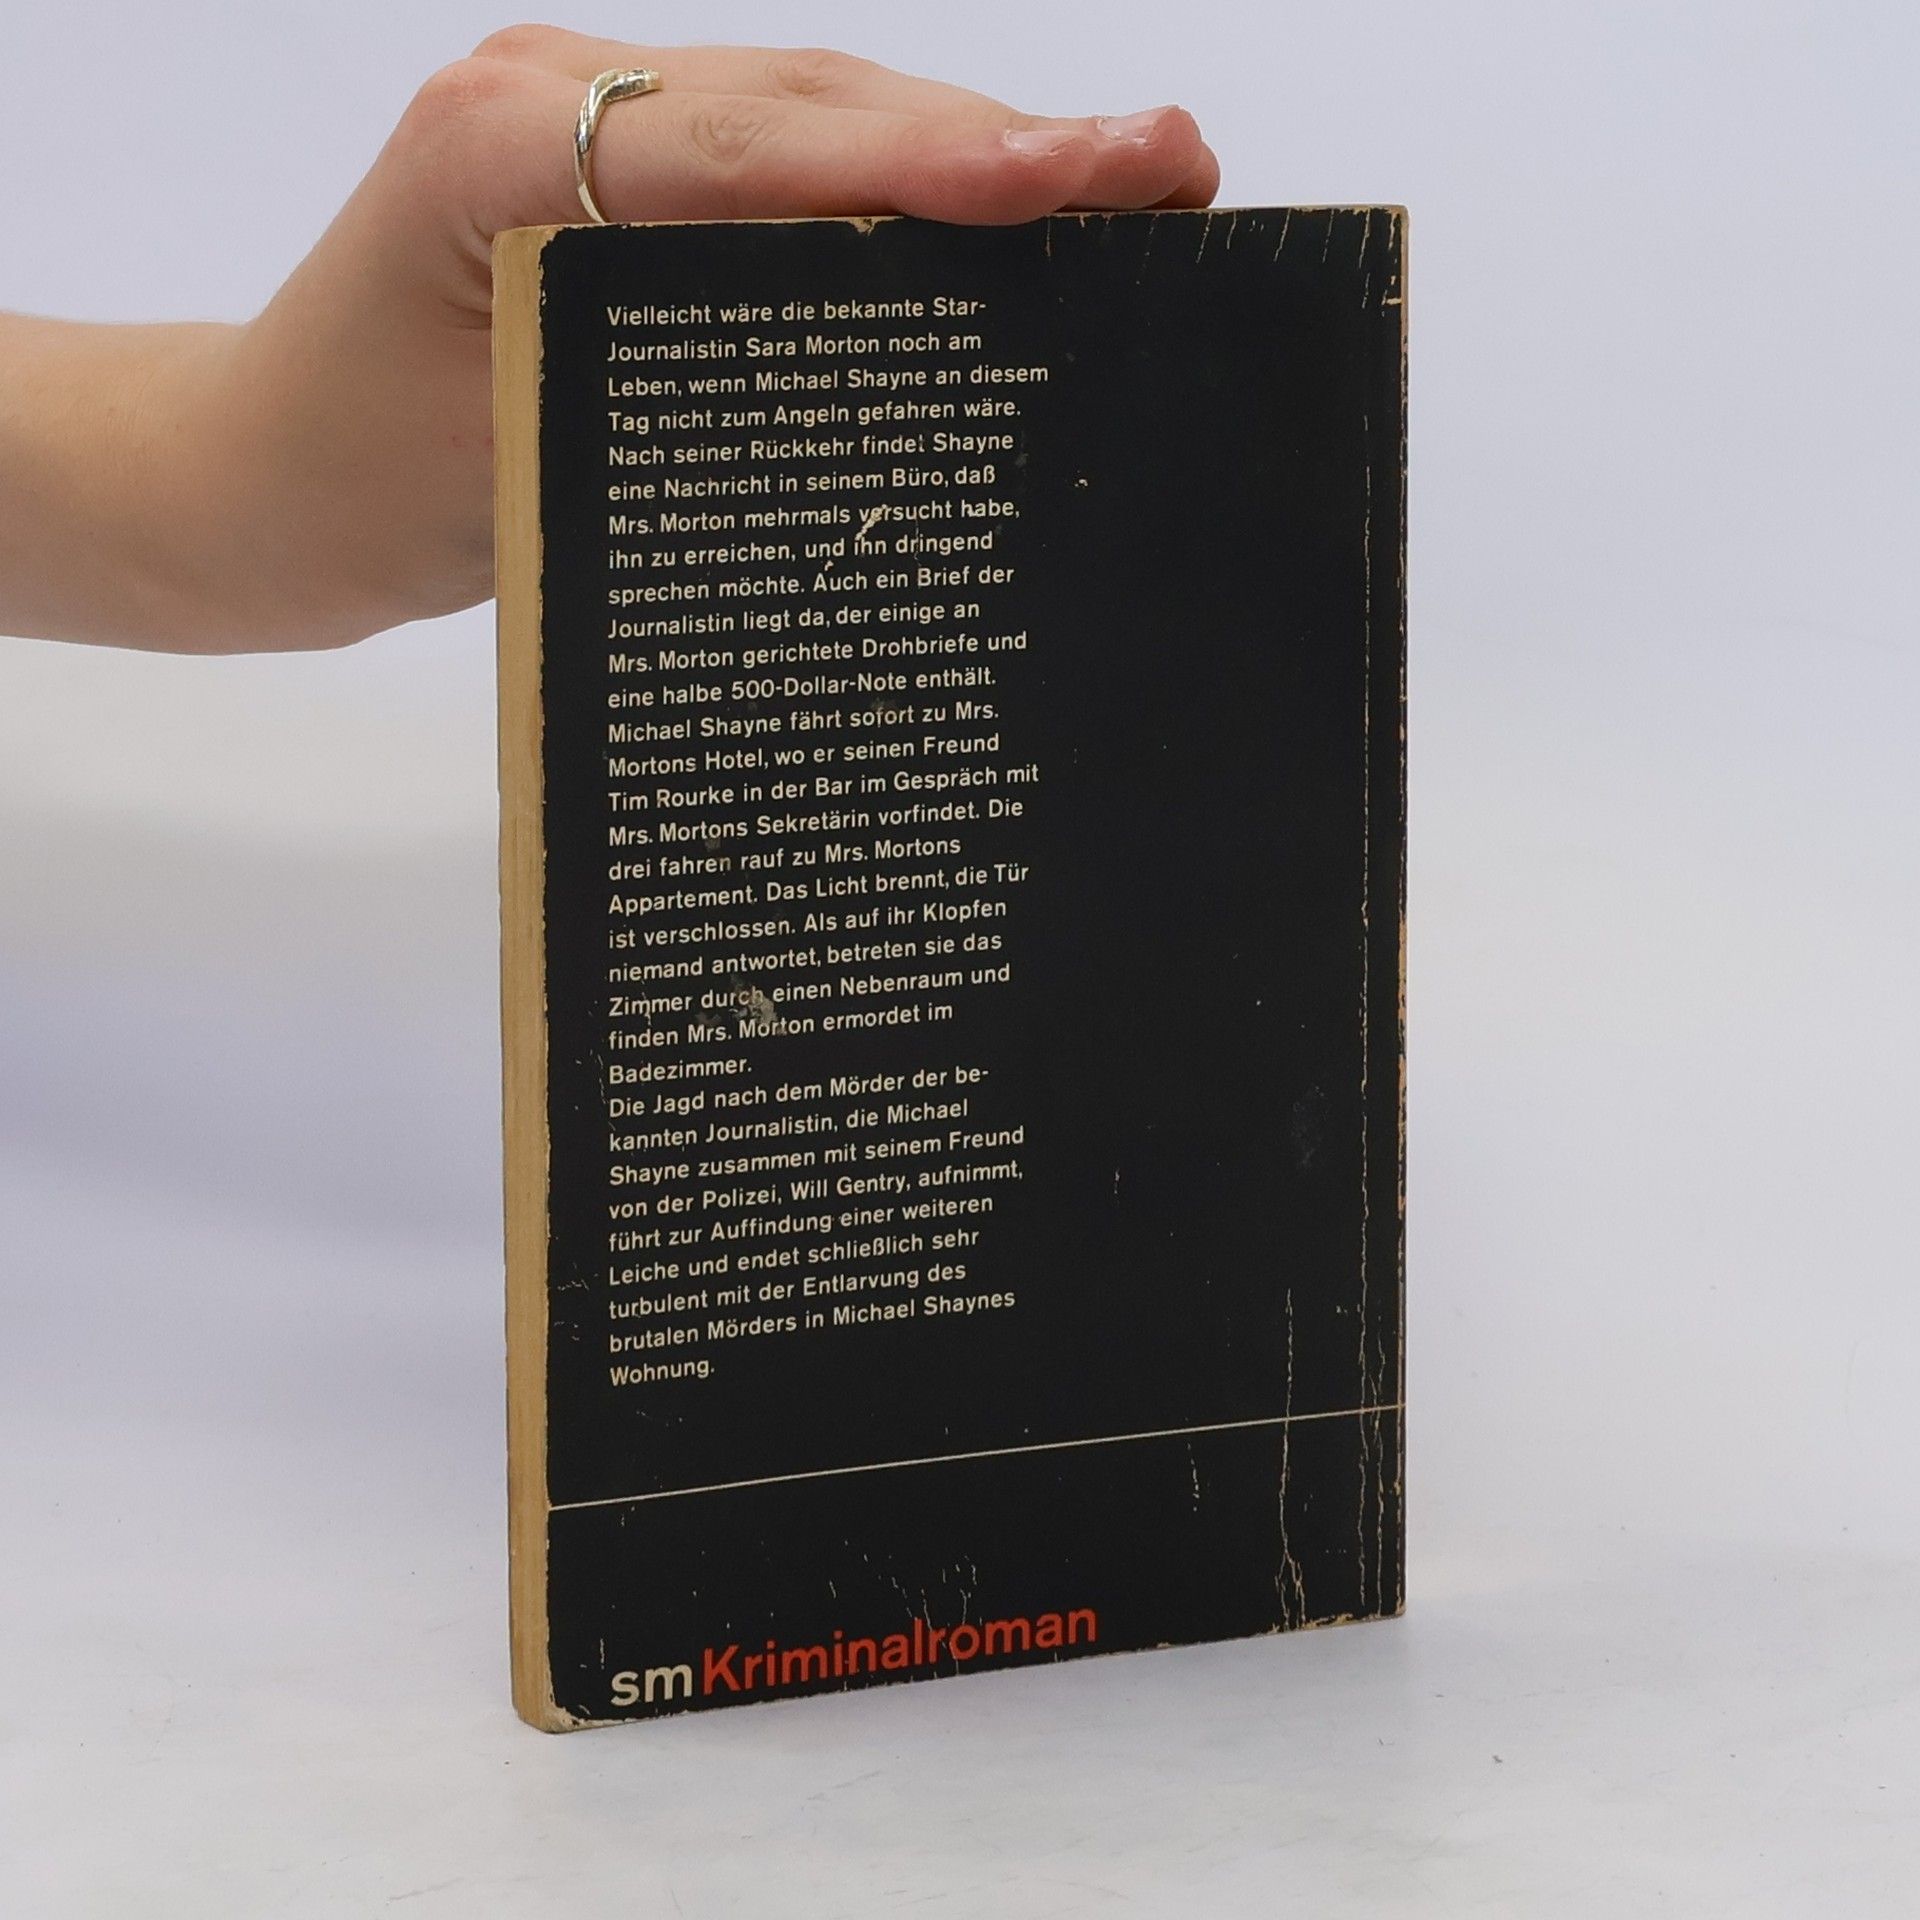 Vielleicht wäre die bekannte Star-
Journalistin Sara Morton noch am
Leben, wenn Michael Shayne an diesem
Tag nicht zum Angeln gefahren wäre.
Nach seiner Rückkehr findet Shayne
eine Nachricht in seinem Büro, daß
Mrs. Morton mehrmals versucht habe,
ihn zu erreichen, und ihn dringend
sprechen möchte. Auch ein Brief der
Journalistin liegt da, der einige an
Mrs. Morton gerichtete Drohbriefe und
eine halbe 500-Dollar-Note enthält.
Michael Shayne fährt sofort zu Mrs.
Mortons Hotel, wo er seinen Freund
Tim Rourke in der Bar im Gespräch mit
Mrs. Mortons Sekretärin vorfindet. Die
drei fahren rauf zu Mrs. Mortons
Appartement. Das Licht brennt, die Tür
ist verschlossen. Als auf ihr Klopfen
niemand antwortet, betreten sie das
Zimmer durch einen Nebenraum und
finden Mrs. Morton ermordet im
Badezimmer.
Die Jagd nach dem Mörder der be-
kannten Journalistin, die Michael
Shayne zusammen mit seinem Freund
von der Polizei, Will Gentry, aufnimmt,
führt zur Auffindung einer weiteren
Leiche und endet schließlich sehr
turbulent mit der Entlarvung des
brutalen Mörders in Michael Shaynes
Wohnung.
sm Kriminalroman